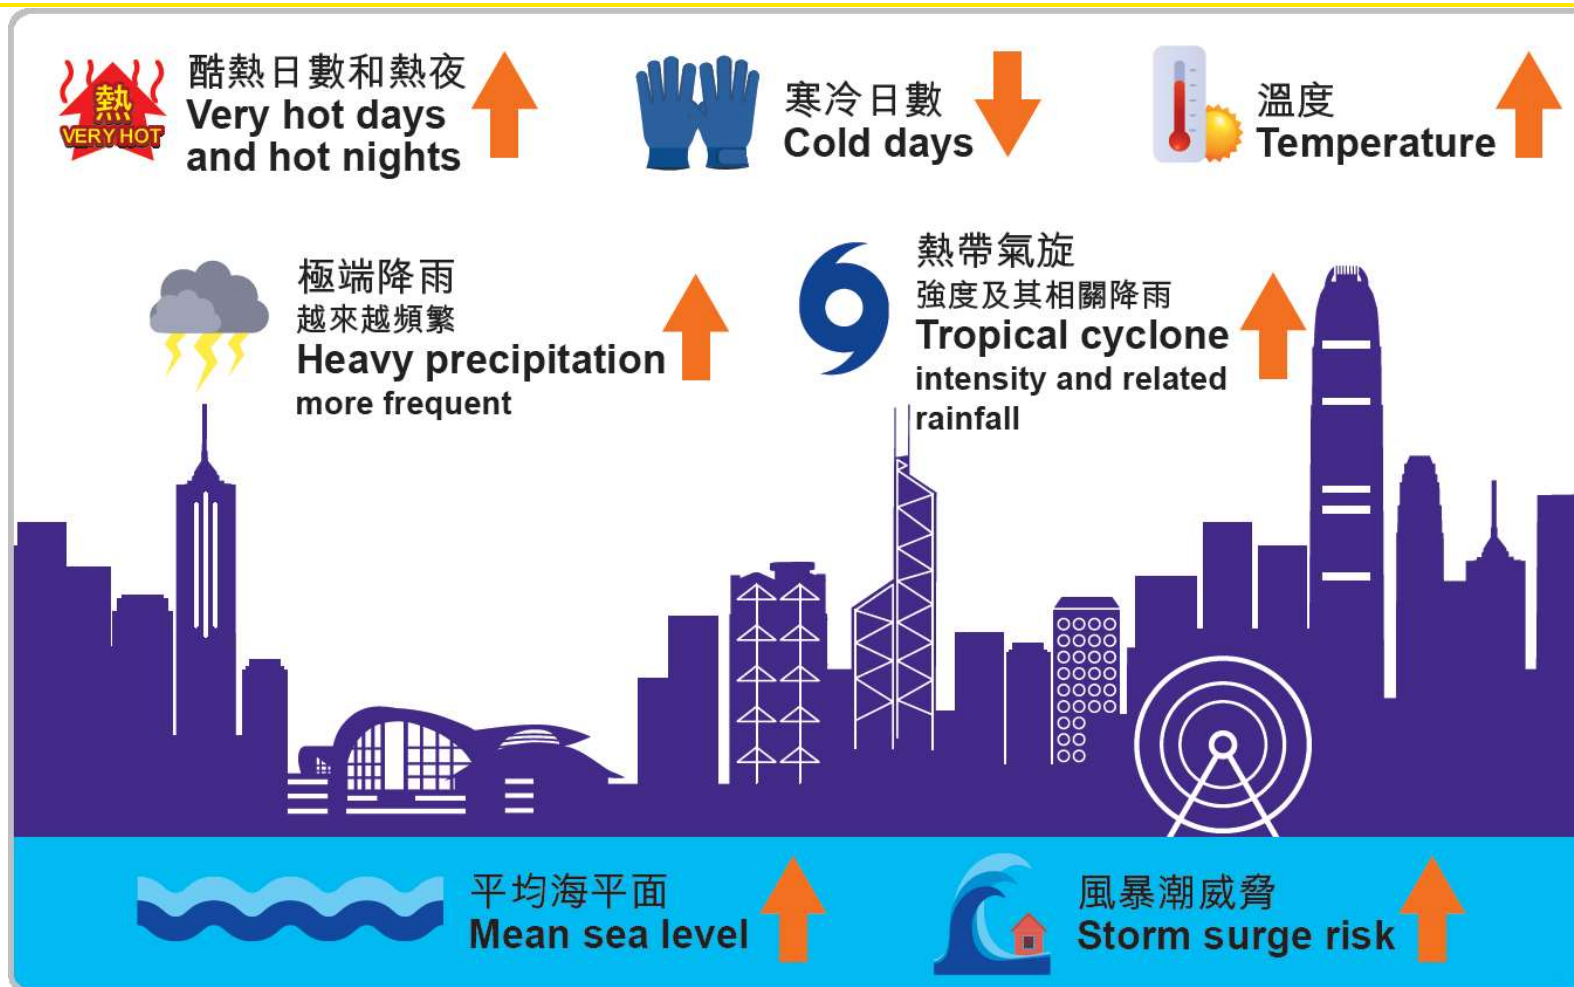 熱
VERY HOT
酷熱日數和熱夜
Very hot days
and hot nights
寒冷日數
Cold days
溫度
Temperature
極端降雨
越來越頻繁
Heavy precipitation
more frequent
熱帶氣旋
強度及其相關降雨
Tropical cyclone
intensity and related
rainfall
平均海平面
Mean sea level
風暴潮威脅
Storm surge risk